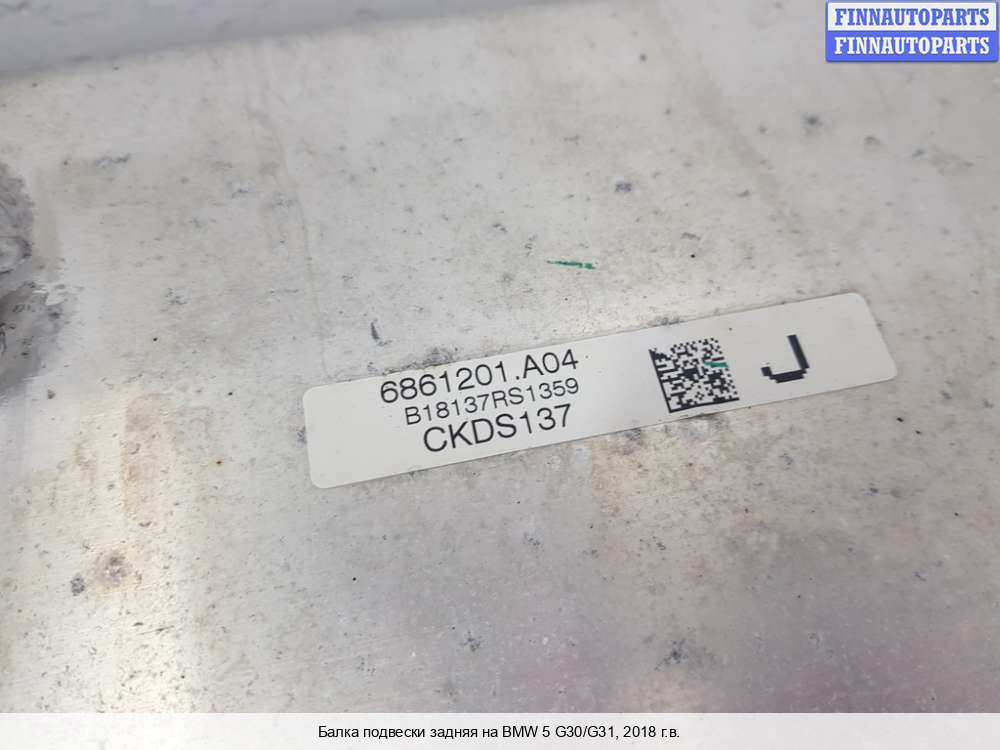 FINNAUTOPARTS
FINNAUTOPARTS
6861201.A04
B18137RS1359
CKDS137
J
Балка подвески задняя на BMW 5 G30/G31, 2018 г.в.